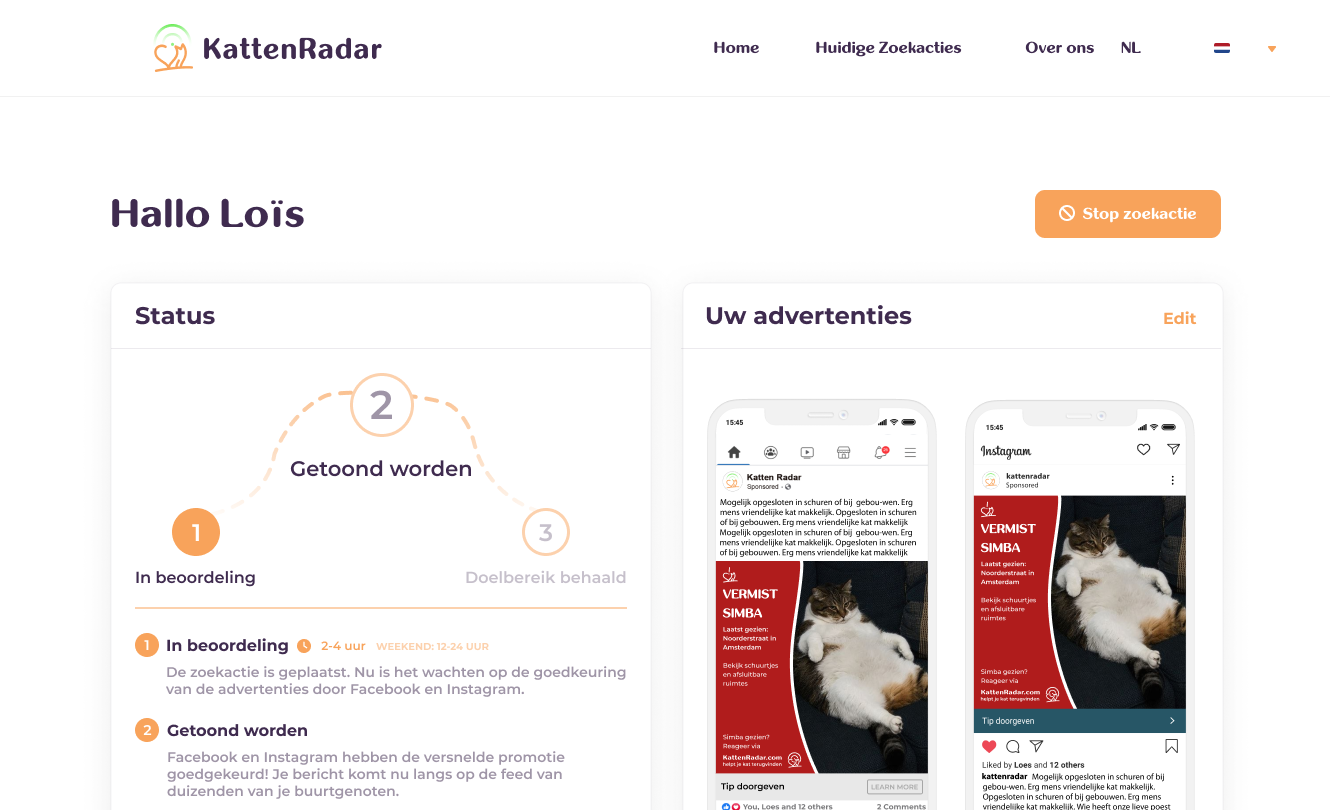 KattenRadar
Home
Huidige Zoekacties
Over ons
NL
Hallo Loïs
Stop zoekactie
Status
2
Getoond worden
1
3
In beoordeling
Doelbereik behaald
1 In beoordeling 2-4 uur WEEKEND: 12-24 UUR
De zoekactie is geplaatst. Nu is het wachten op de goedkeuring
van de advertenties door Facebook en Instagram.
2 Getoond worden
Facebook en Instagram hebben de versnelde promotie
goedgekeurd! Je bericht komt nu langs op de feed van
duizenden van je buurtgenoten.
Uw advertenties
Edit
15:45
Katten Radar
Sponsored ·
Mogelijk opgesloten in schuren of bij gebou-wen. Erg
mens vriendelijke kat makkelijk. Opgesloten in schuren
of bij gebouwen. Erg mens vriendelijke kat makkelijk
Mogelijk opgesloten in schuren of bij gebou-wen. Erg
mens vriendelijke kat makkelijk. Opgesloten in schuren
of bij gebouwen. Erg mens vriendelijke kat makkelijk
VERMIST
SIMBA
Laatst gezien:
Noorderstraat in
Amsterdam
Bekijk schuurtjes
en afsluitbare
ruimtes
Simba gezien?
Reageer via
KattenRadar.com
helpt je kat terugvinden
Tip doorgeven
LEARN MORE
You, Loes and 12 others
2 Comments
15:45
Instagram
kattenradar
Sponsored
VERMIST
SIMBA
Laatst gezien:
Noorderstraat in
Amsterdam
Bekijk schuurtjes
en afsluitbare
ruimtes
Simba gezien?
Reageer via
KattenRadar.com
helpt je kat terugvinden
Tip doorgeven
Liked by Loes and 12 others
kattenradar Mogelijk opgesloten in schuren of bij
gebou-wen. Erg mens vriendelijke kat makkelijk.
Opgesloten in schuren of bij gebouwen. Erg mens
vriendelijke kat makkelijk. Wie heeft onze lieve poest